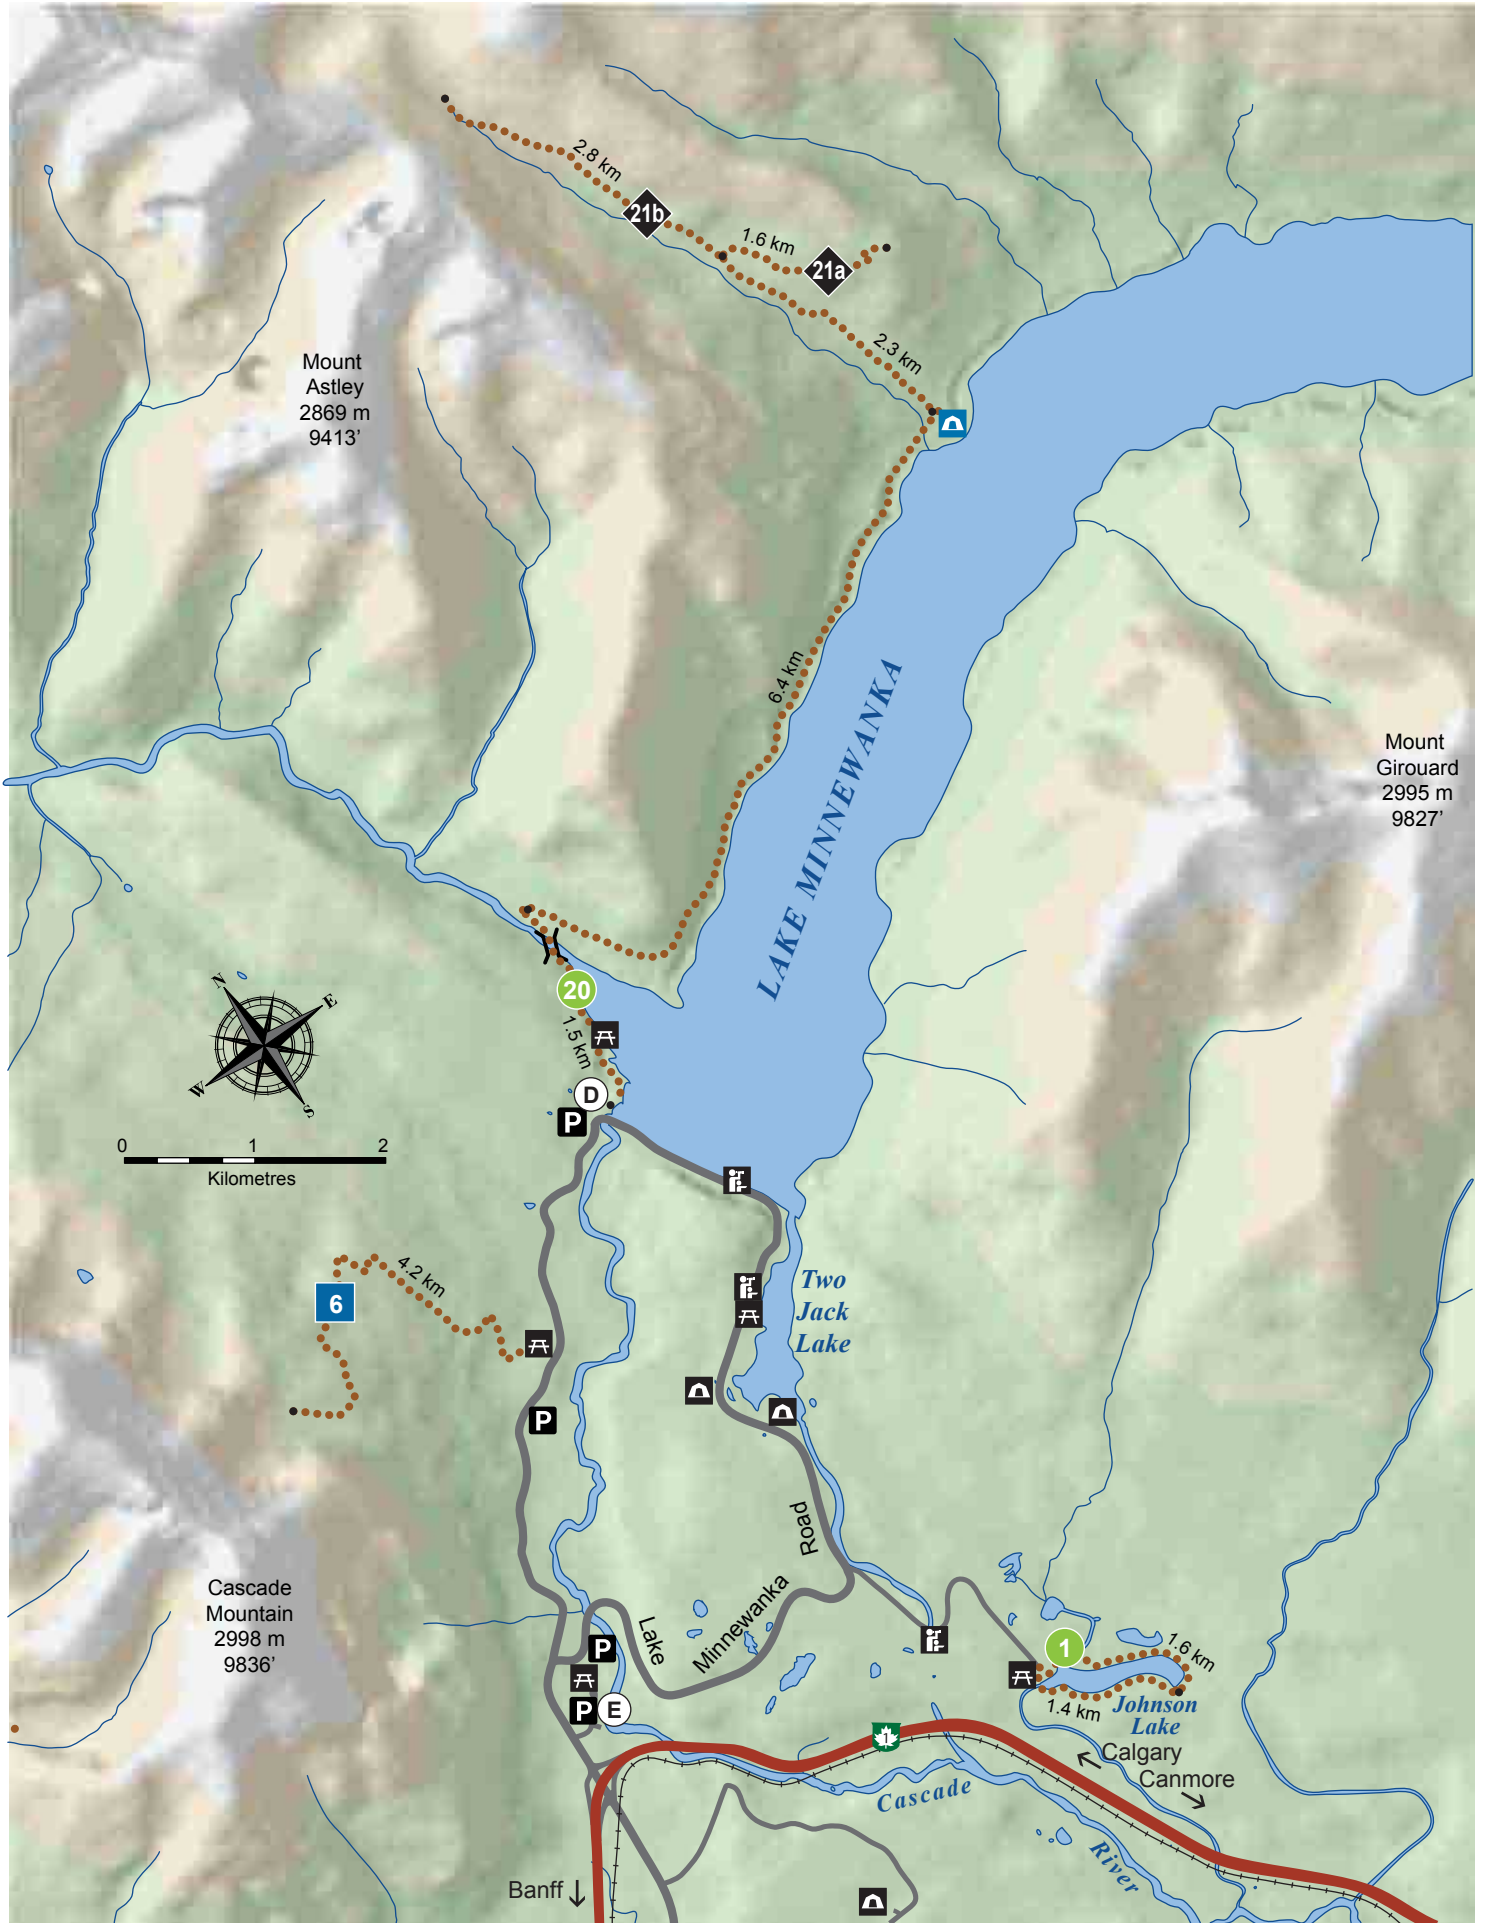 2.8 km
21b
1.6 km
21a
2.3 km
Mount
Astley
2869 m
9413'
6.4 km
LAKE MINNEWANKA
Mount
Girouard
2995 m
9827'
N
E
W
S
20
1.5 km
D
P
0 1 2
Kilometres
4.2 km
6
Two
Jack
Lake
P
Cascade
Mountain
2998 m
9836'
Lake Minnewanka Road
P
P
E
1
1.6 km
1.4 km
Johnson
Lake
1
Calgary
Canmore
Cascade River
Banff